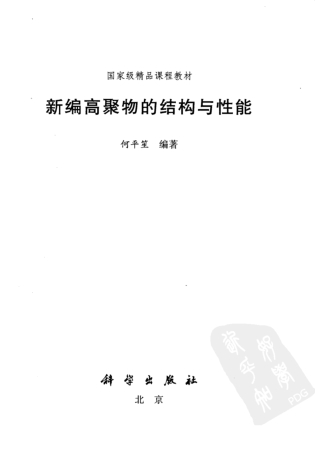 国家级精品课程教材
新编高聚物的结构与性能
何平笙 编著
科学出版社
北京
PDG